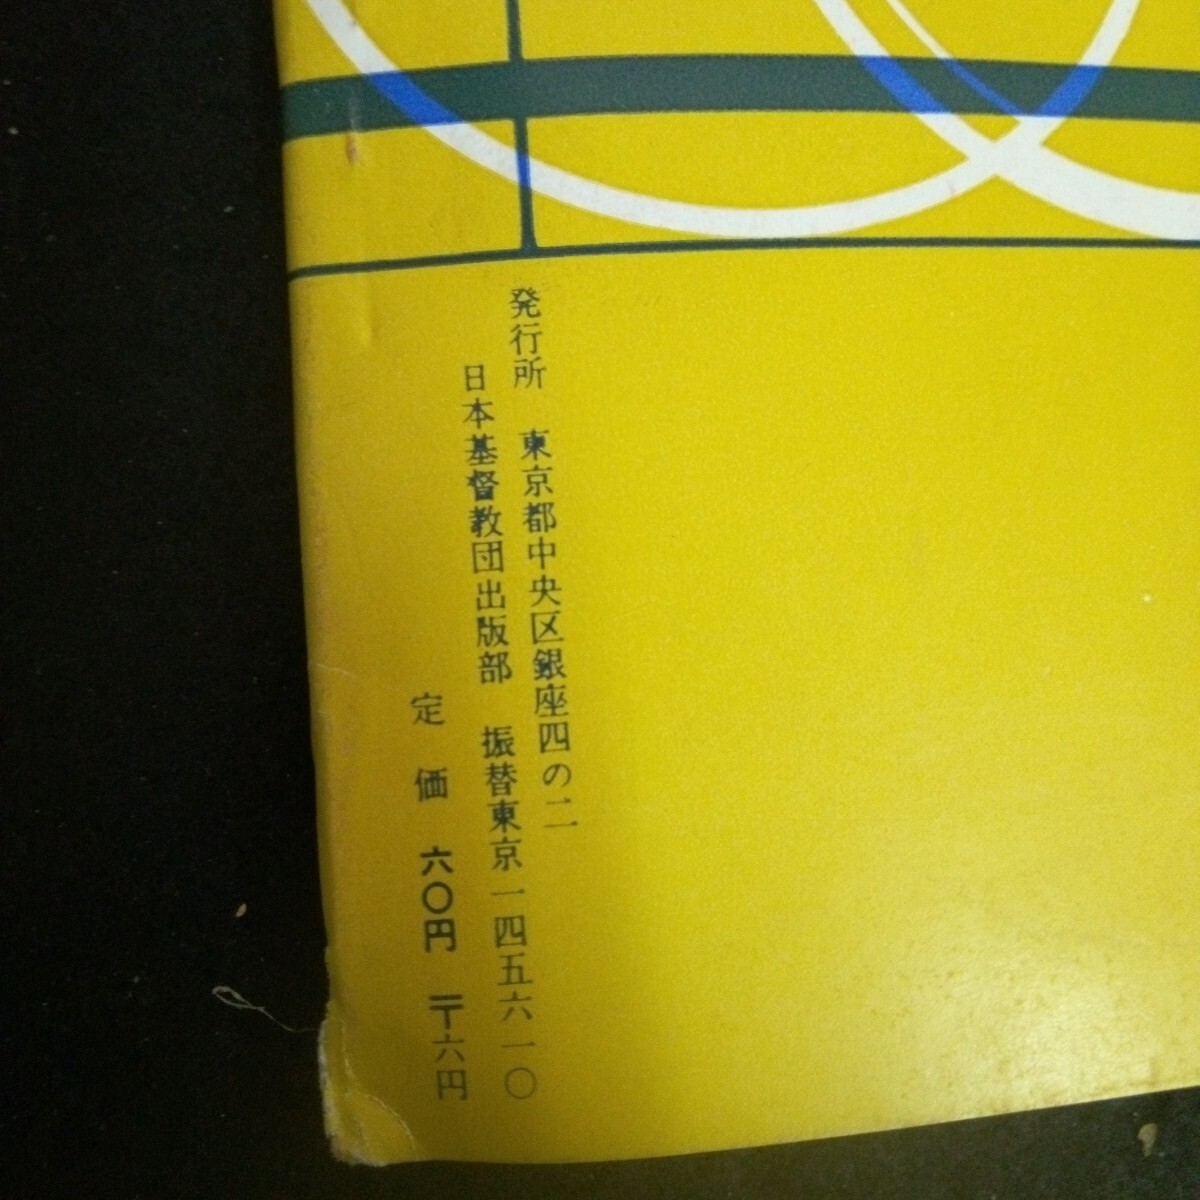 発行所　東京都中央区銀座四の二
日本基督教団出版部　振替東京一四五六一〇
定価　六〇円　〒六円